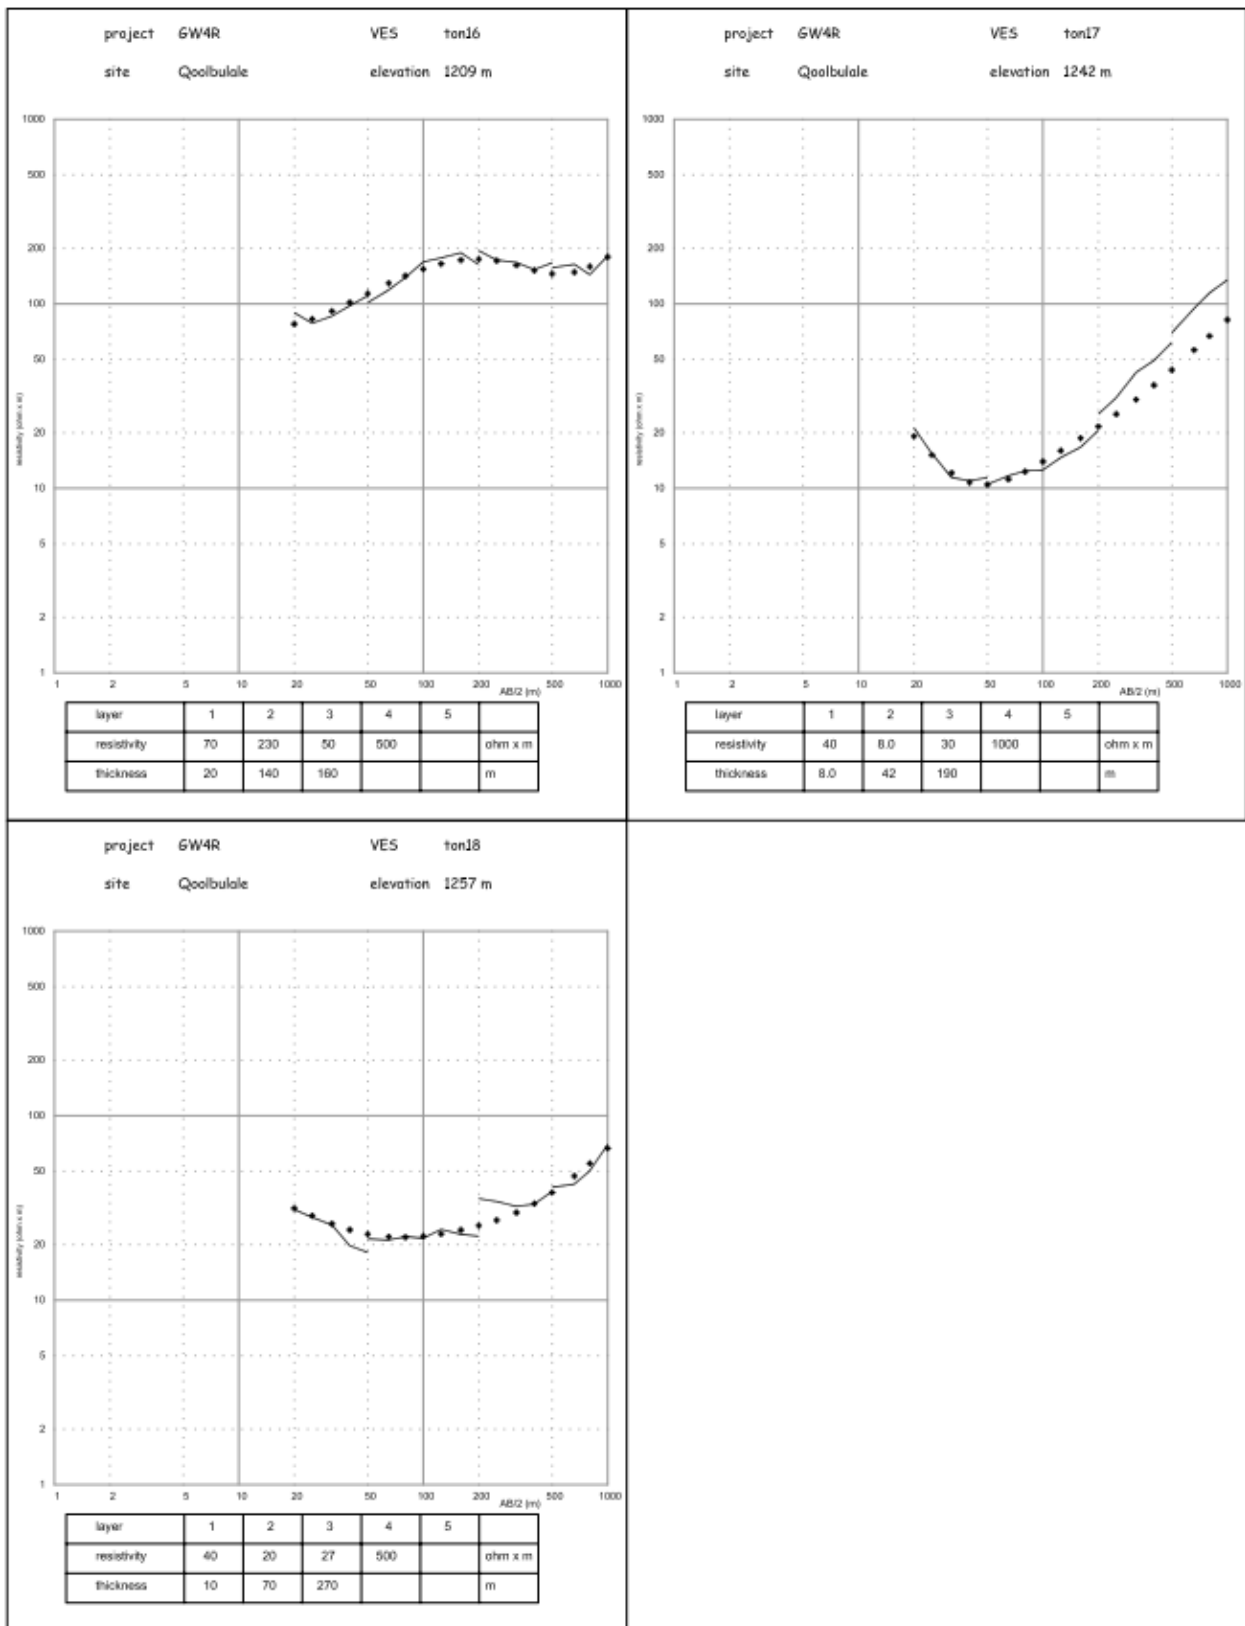 project GW4R VES ton16
site Qoolbulale elevation 1209 m
1000
500
200
100
50
20
10
5
2
1
resistivity (ohm x m)
1 2 5 10 20 50 100 200 500 1000
AB/2 (m)
layer 1 2 3 4 5
resistivity 70 230 50 500 ohm x m
thickness 20 140 160 m
project GW4R VES ton17
site Qoolbulale elevation 1242 m
1000
500
200
100
50
20
10
5
2
1
resistivity (ohm x m)
1 2 5 10 20 50 100 200 500 1000
AB/2 (m)
layer 1 2 3 4 5
resistivity 40 8.0 30 1000 ohm x m
thickness 8.0 42 190 m
project GW4R VES ton18
site Qoolbulale elevation 1257 m
1000
500
200
100
50
20
10
5
2
1
resistivity (ohm x m)
1 2 5 10 20 50 100 200 500 1000
AB/2 (m)
layer 1 2 3 4 5
resistivity 40 20 27 500 ohm x m
thickness 10 70 270 m